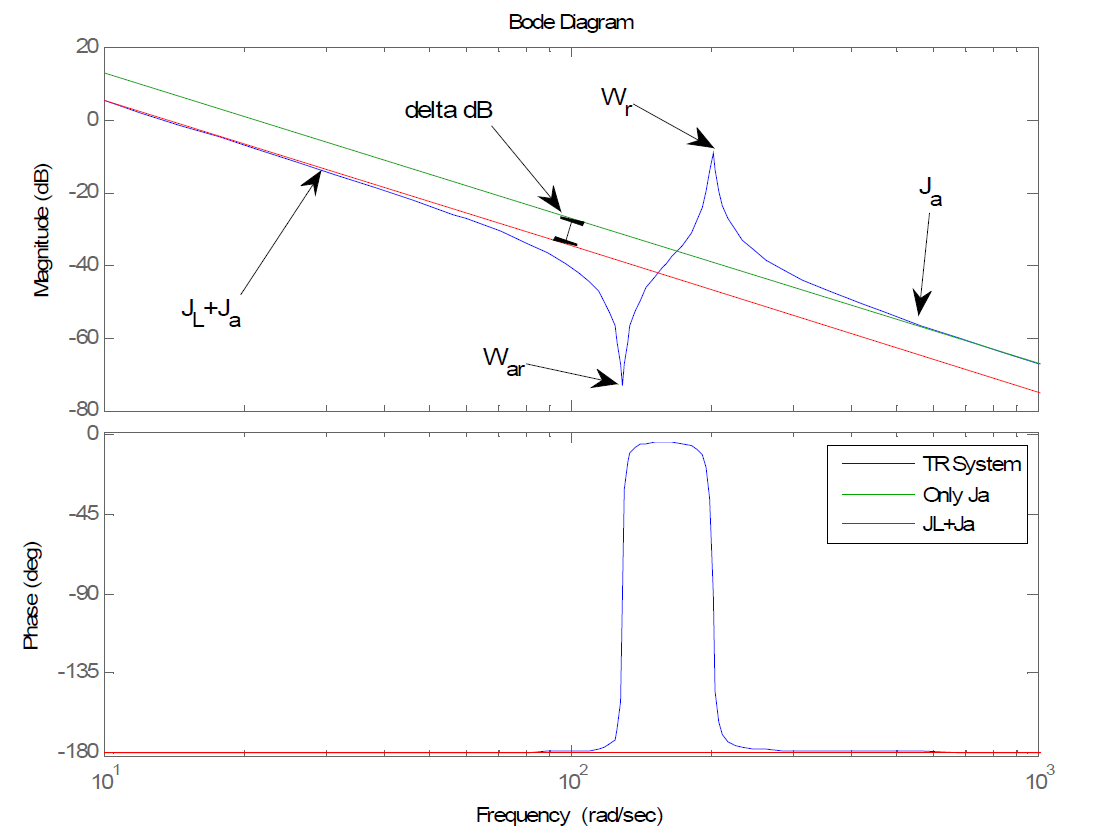 Bode Diagram
20
0
-20
-40
-60
-80
Magnitude (dB)
delta dB
W_r
J_a
J_L+J_a
W_ar
0
-45
-90
-135
-180
Phase (deg)
TR System
Only Ja
JL+Ja
10^1
10^2
10^3
Frequency (rad/sec)